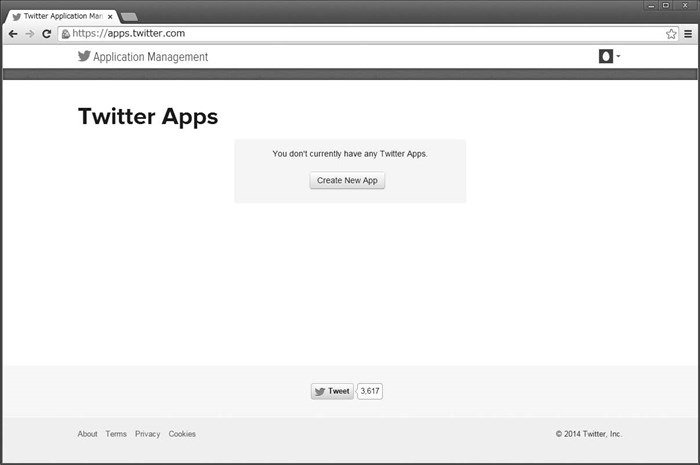 Twitter Application Man
https://apps.twitter.com
Application Management
Twitter Apps
You don't currently have any Twitter Apps.
Create New App
Tweet 3,617
About Terms Privacy Cookies © 2014 Twitter, Inc.